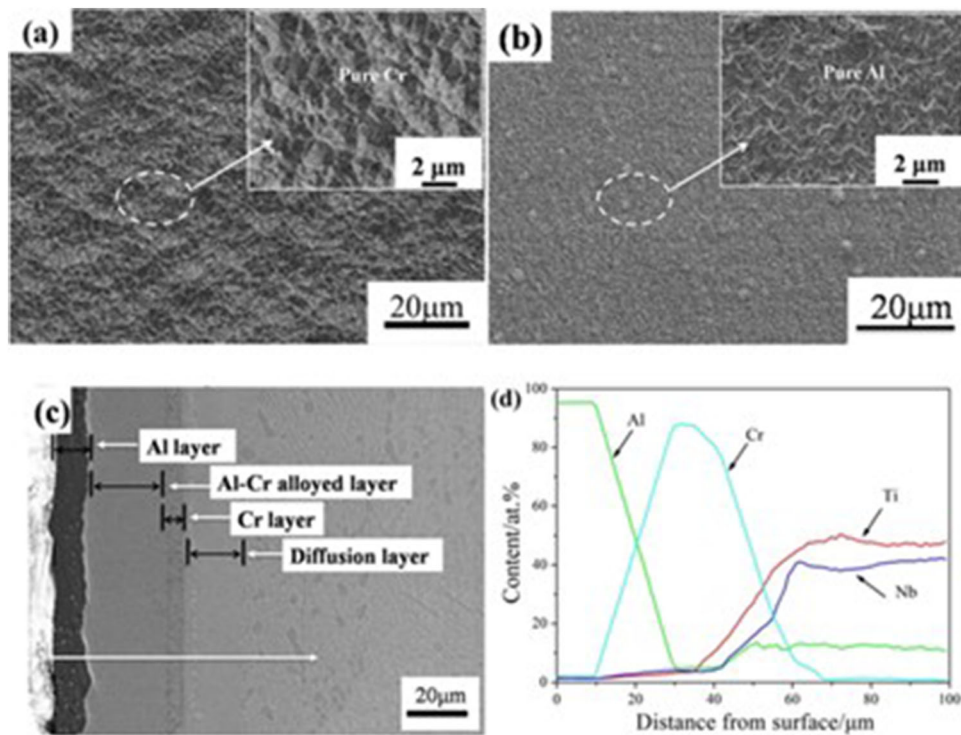 (a)
Pure Cr
2 μm
20μm
(b)
Pure Al
2 μm
20μm
(c)
Al layer
Al-Cr alloyed layer
Cr layer
Diffusion layer
20μm
(d)
100
80
60
40
20
0
Content/at.%
Al
Cr
Ti
Nb
0 20 40 60 80 100
Distance from surface/μm